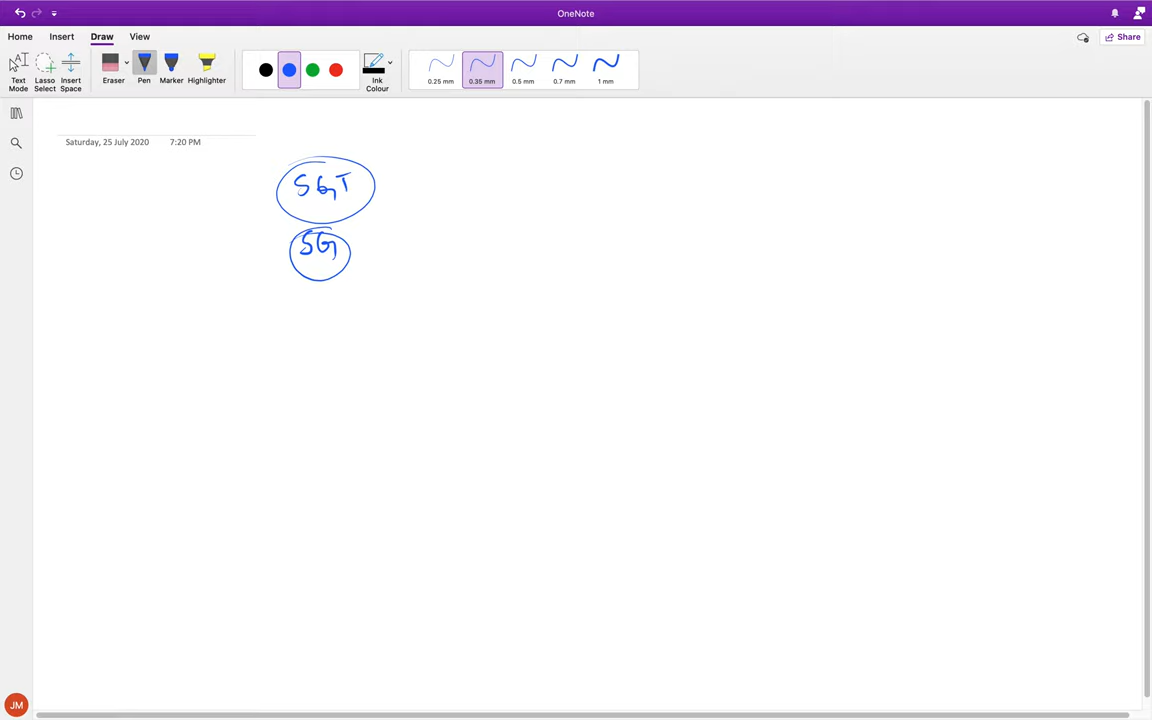 OneNote
Home Insert Draw View
Share
Text Mode Lasso Select Insert Space Eraser Pen Marker Highlighter Ink Colour 0.25 mm 0.35 mm 0.5 mm 0.7 mm 1 mm
Saturday, 25 July 2020 7:20 PM
SGT
SG
JM